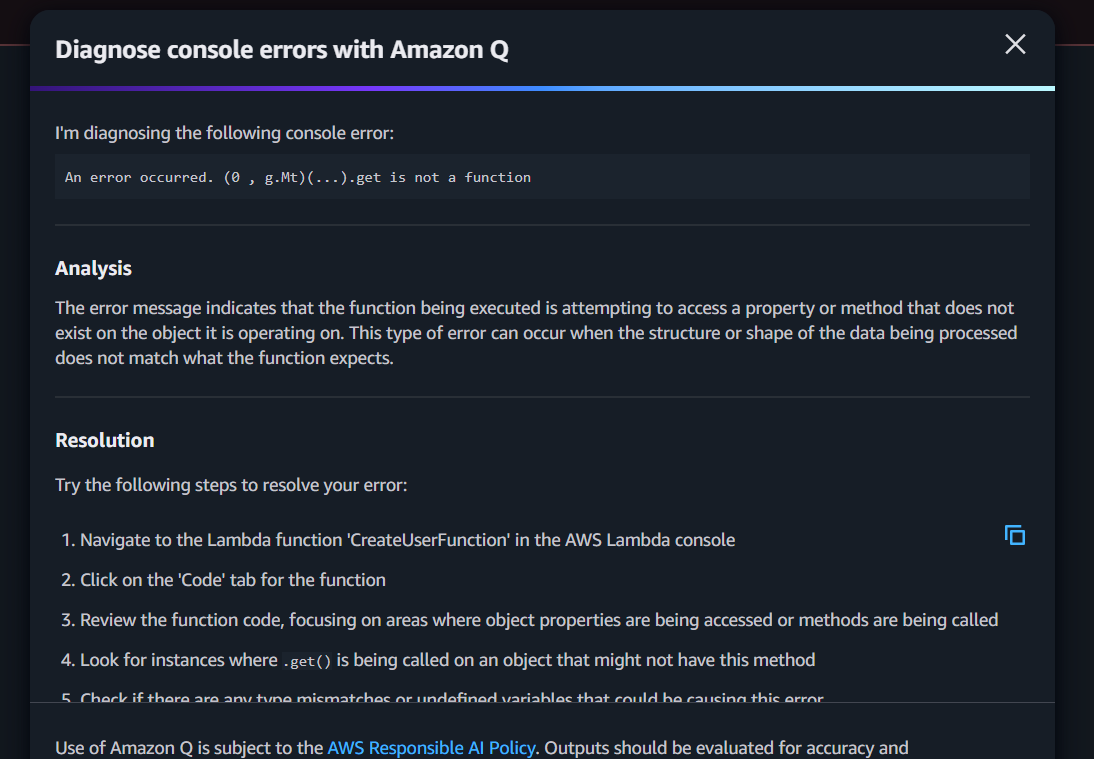 Diagnose console errors with Amazon Q
I'm diagnosing the following console error:
An error occurred. (0 , g.Mt)(...).get is not a function
Analysis
The error message indicates that the function being executed is attempting to access a property or method that does not
exist on the object it is operating on. This type of error can occur when the structure or shape of the data being processed
does not match what the function expects.
Resolution
Try the following steps to resolve your error:
1. Navigate to the Lambda function 'CreateUserFunction' in the AWS Lambda console
2. Click on the 'Code' tab for the function
3. Review the function code, focusing on areas where object properties are being accessed or methods are being called
4. Look for instances where .get() is being called on an object that might not have this method
5. Check if there are any type mismatches or undefined variables that could be causing this error
Use of Amazon Q is subject to the AWS Responsible AI Policy. Outputs should be evaluated for accuracy and